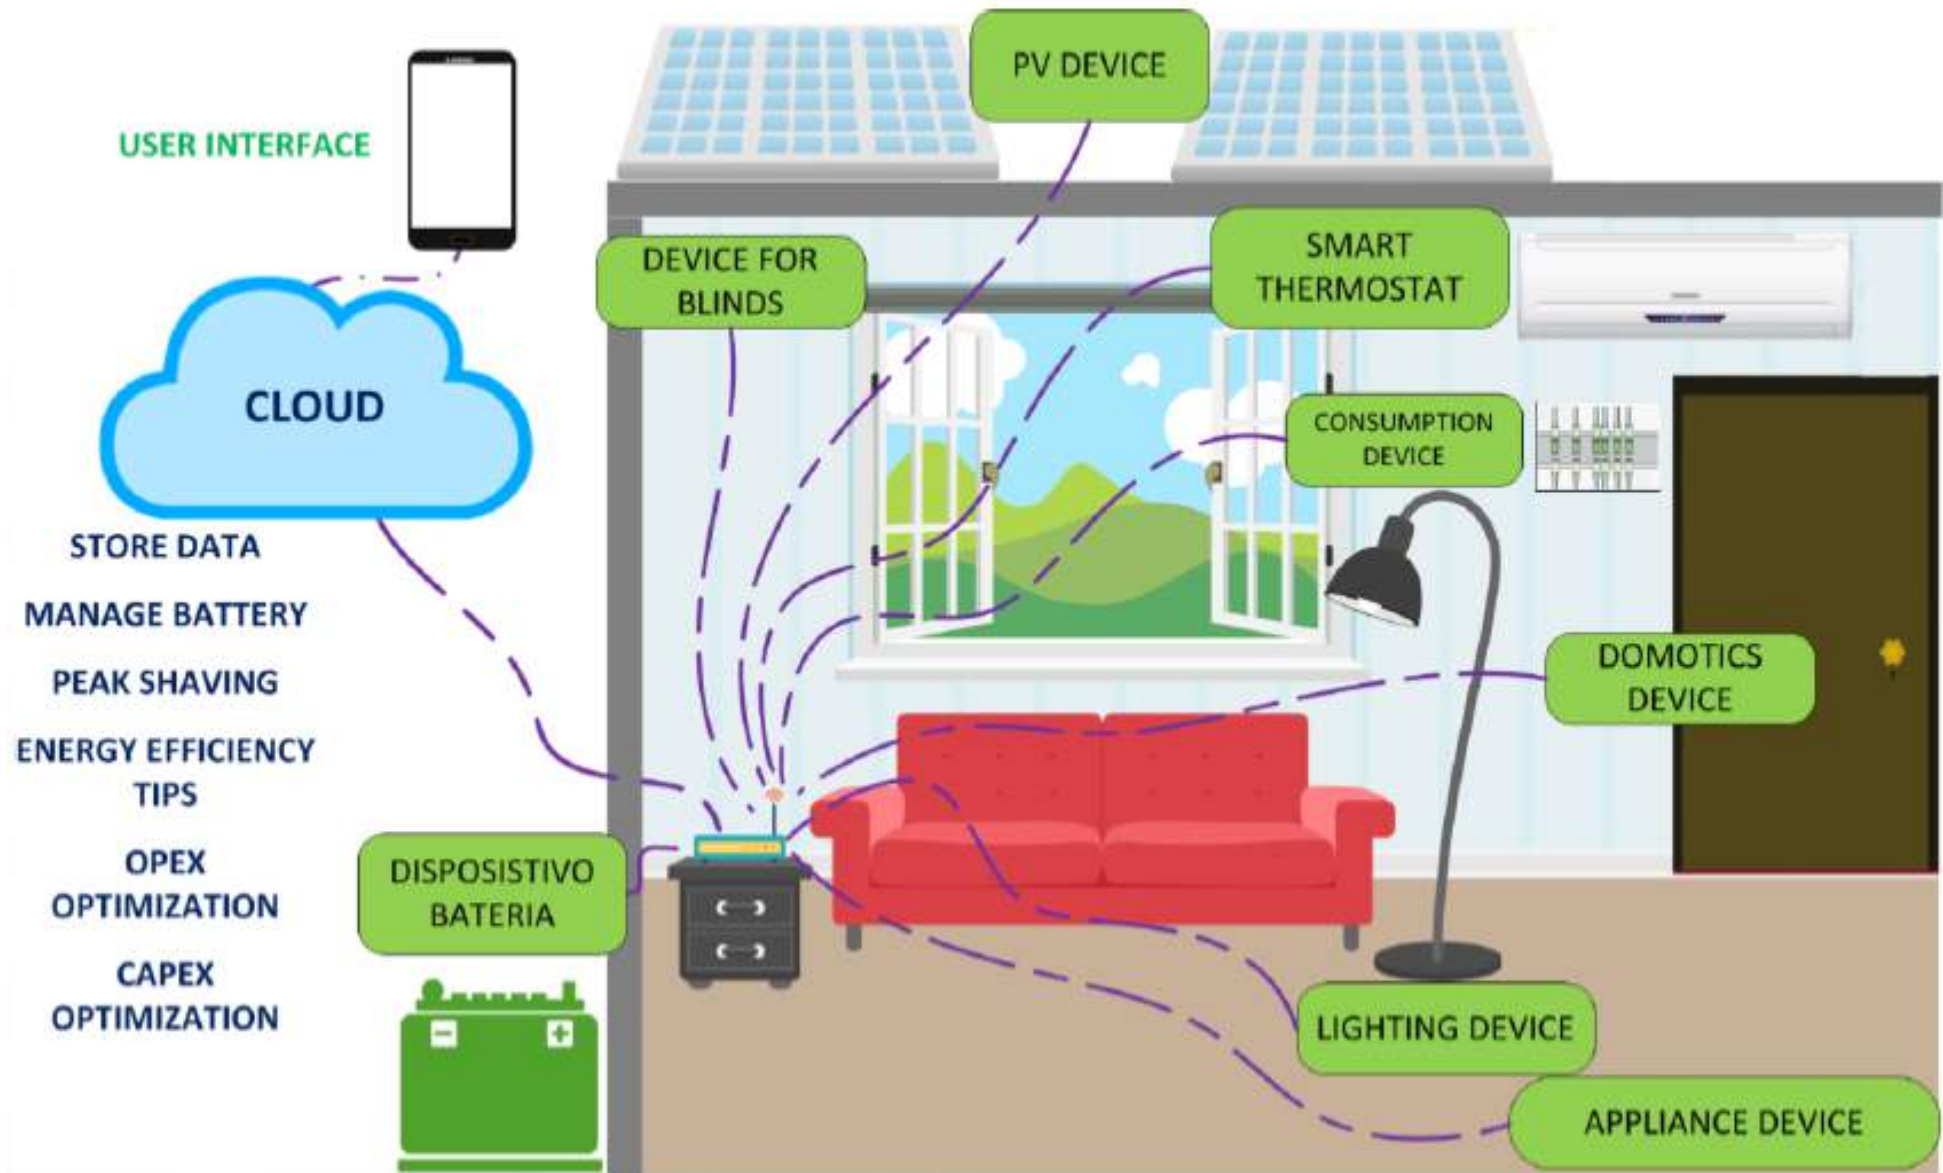 PV DEVICE
USER INTERFACE
SMART
THERMOSTAT
DEVICE FOR
BLINDS
CLOUD
CONSUMPTION
DEVICE
STORE DATA
MANAGE BATTERY
PEAK SHAVING
ENERGY EFFICIENCY
TIPS
OPEX
OPTIMIZATION
CAPEX
OPTIMIZATION
DOMOTICS
DEVICE
DISPOSISTIVO
BATERIA
LIGHTING DEVICE
APPLIANCE DEVICE